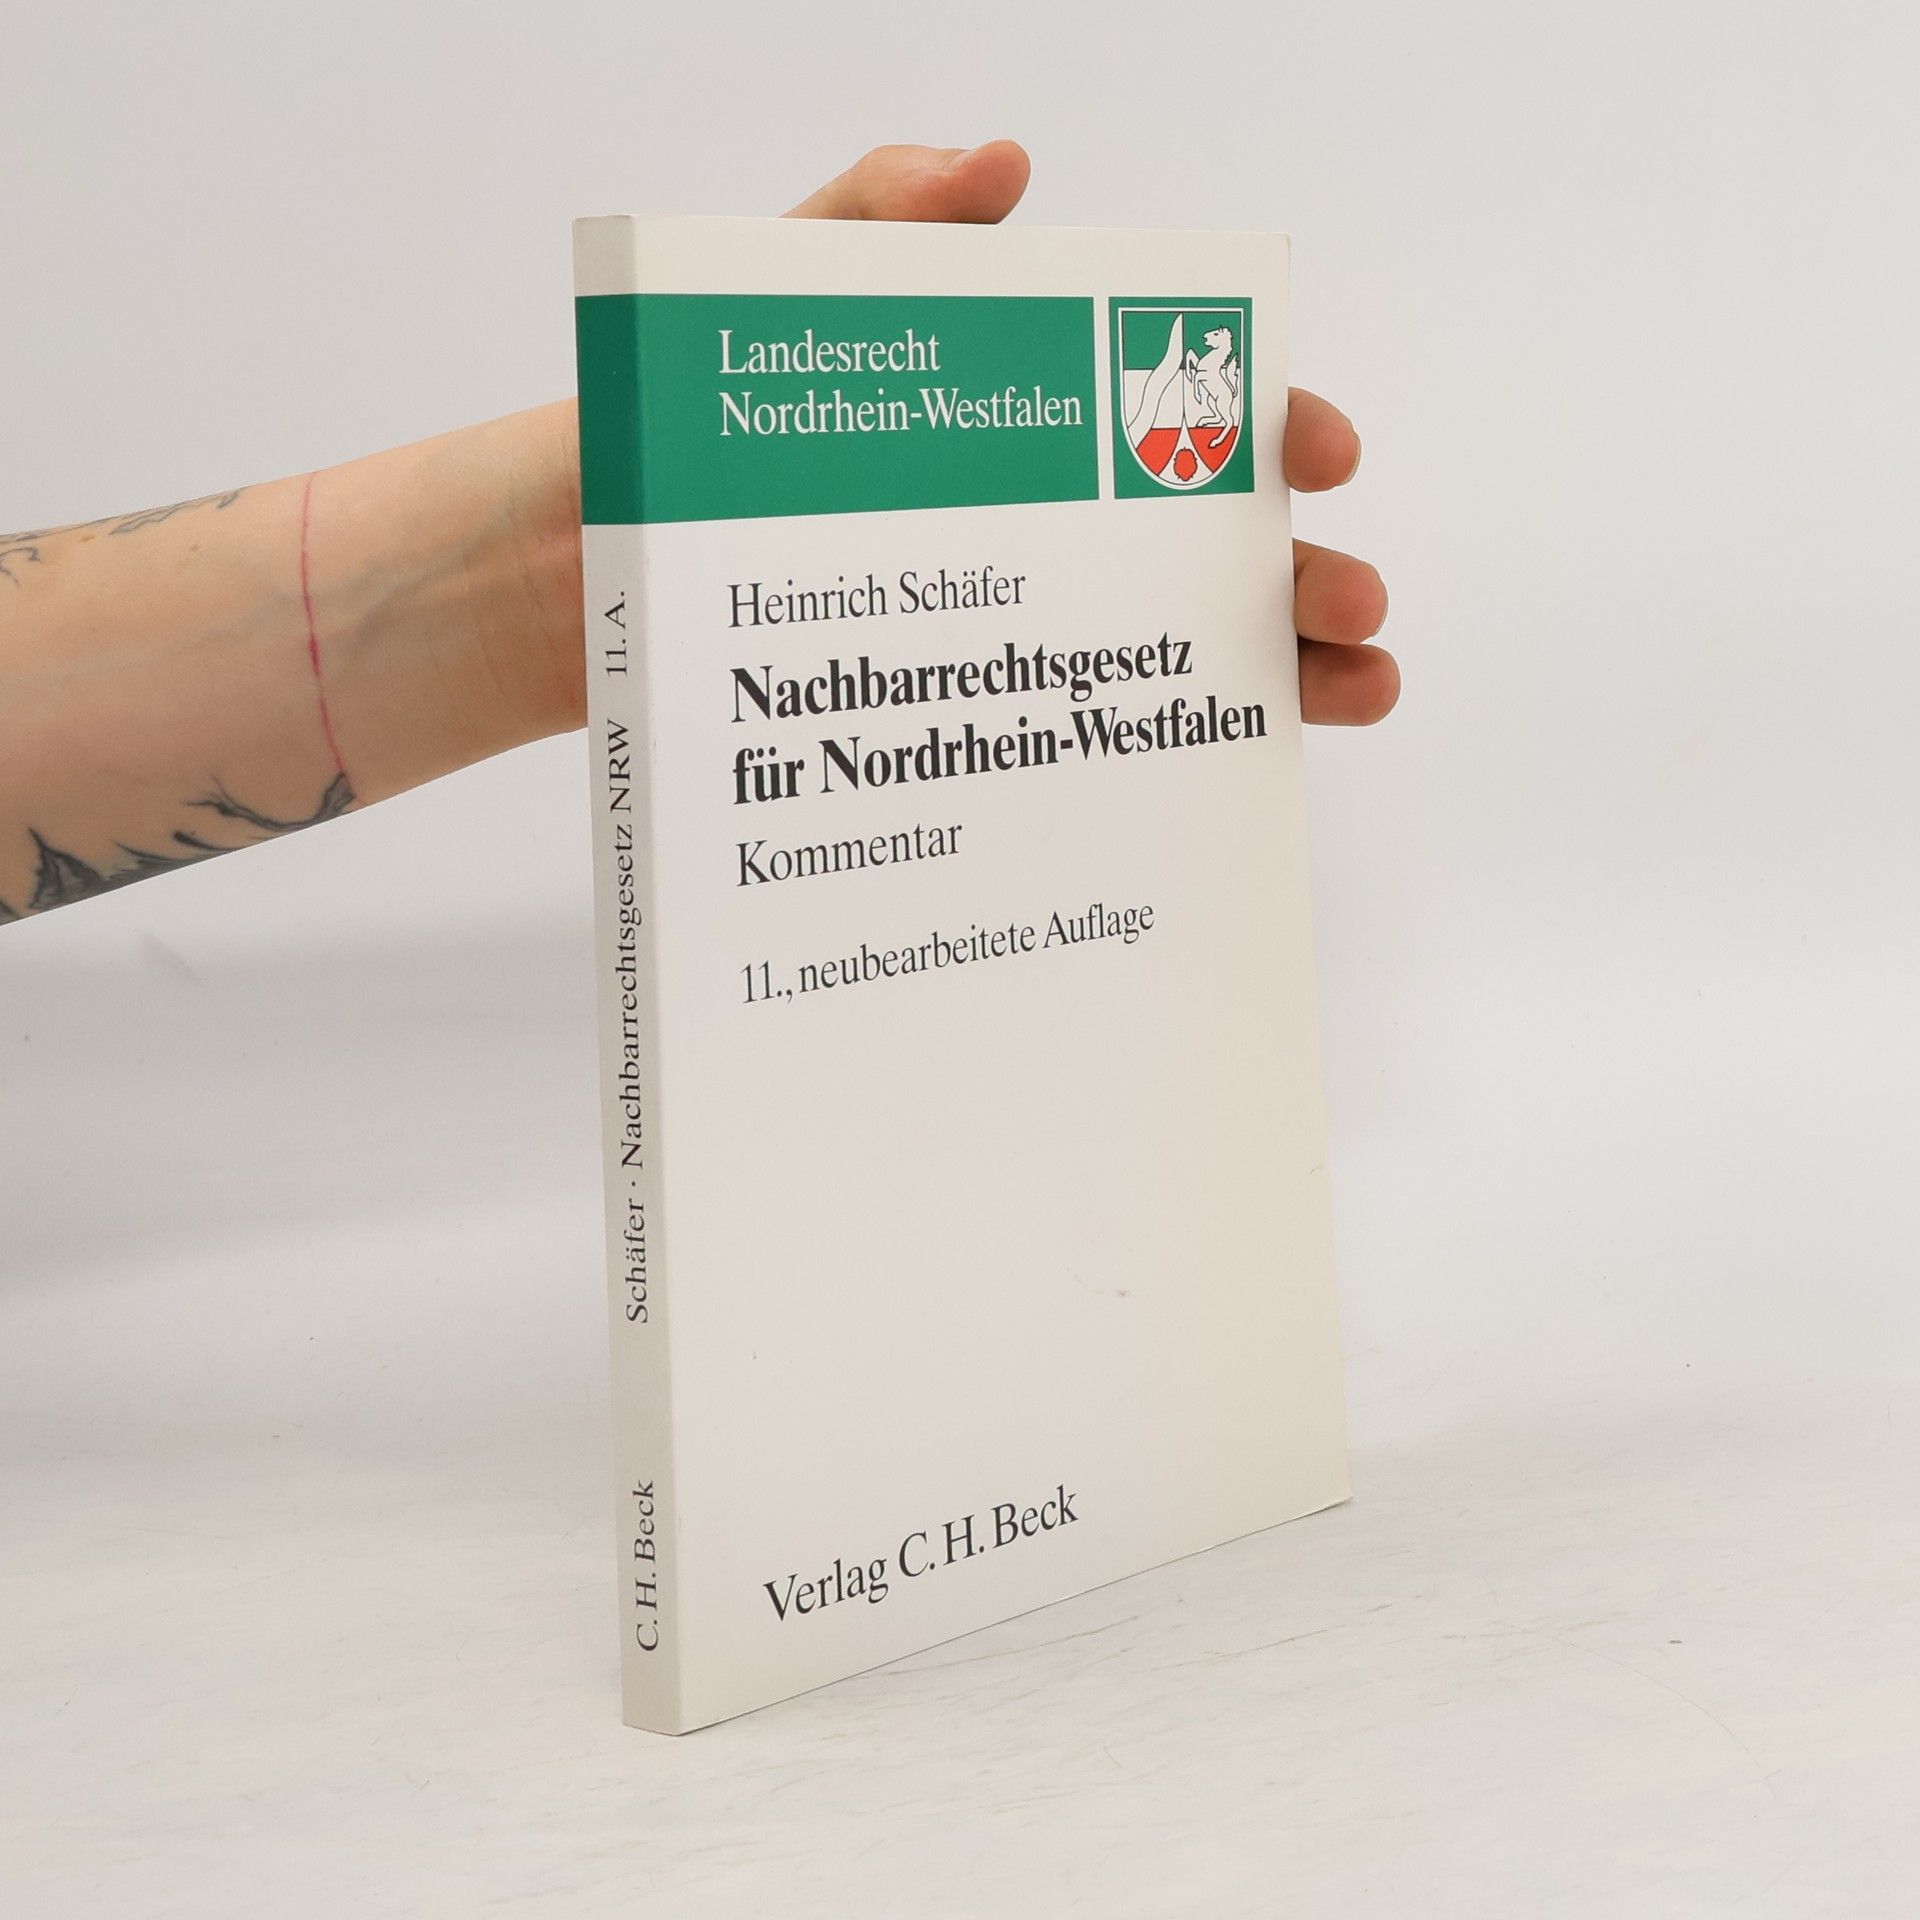 Landesrecht
Nordrhein-Westfalen
Heinrich Schäfer
Nachbarrechtsgesetz
für Nordrhein-Westfalen
Kommentar
11., neubearbeitete Auflage
Verlag C. H. Beck
C. H. Beck Schäfer · Nachbarrechtsgesetz NRW 11. A.